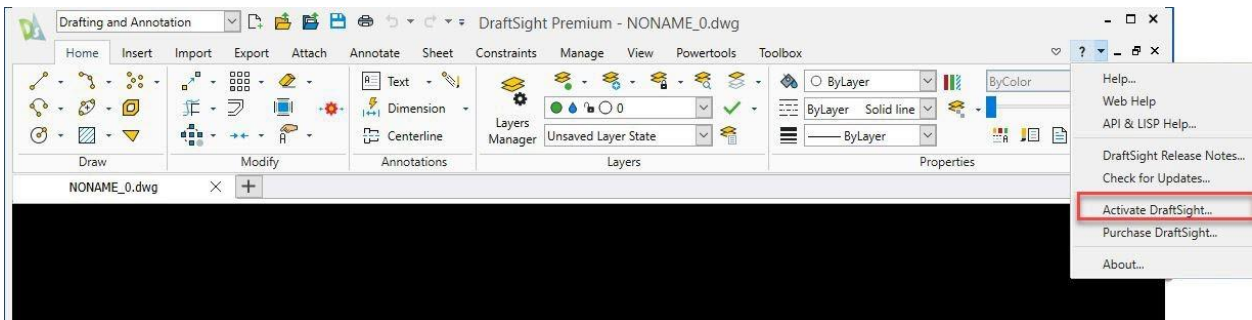 Drafting and Annotation
DraftSight Premium - NONAME_0.dwg
Home Insert Import Export Attach Annotate Sheet Constraints Manage View Powertools Toolbox
?
Text
Dimension
Centerline
Layers
Manager
0
Unsaved Layer State
ByLayer
ByLayer Solid line
ByLayer
ByColor
Draw Modify Annotations Layers Properties
NONAME_0.dwg
Help...
Web Help
API & LISP Help...
DraftSight Release Notes...
Check for Updates...
Activate DraftSight...
Purchase DraftSight...
About...